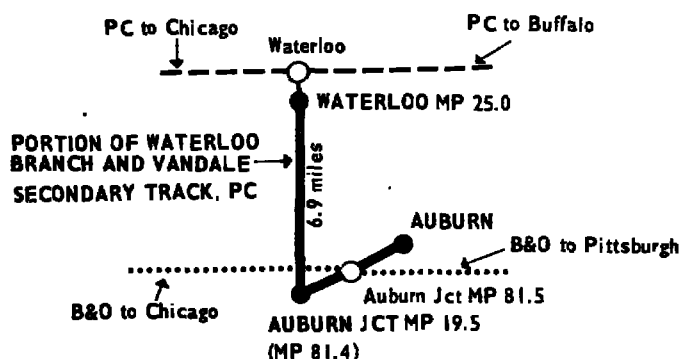 PC to Chicago
PC to Buffalo
Waterloo
WATERLOO MP 25.0
PORTION OF WATERLOO
BRANCH AND VANDALE
SECONDARY TRACK, PC
6.9 miles
AUBURN
B&O to Pittsburgh
B&O to Chicago
Auburn Jct MP 81.5
AUBURN JCT MP 19.5
(MP 81.4)